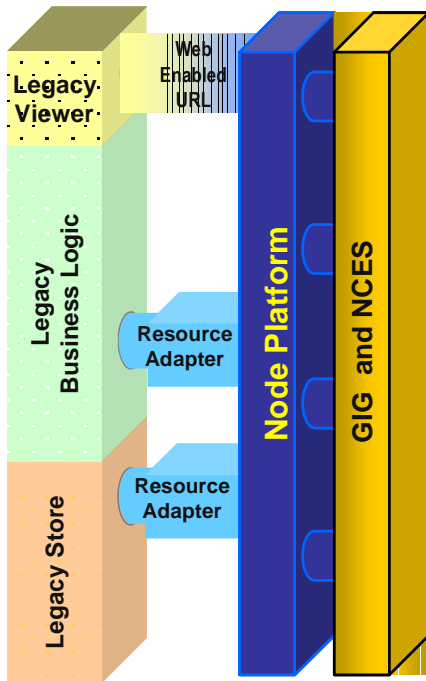 Legacy
Viewer
Web
Enabled
URL
Legacy
Business Logic
Resource
Adapter
Resource
Adapter
Legacy Store
Node Platform
GIG and NCES